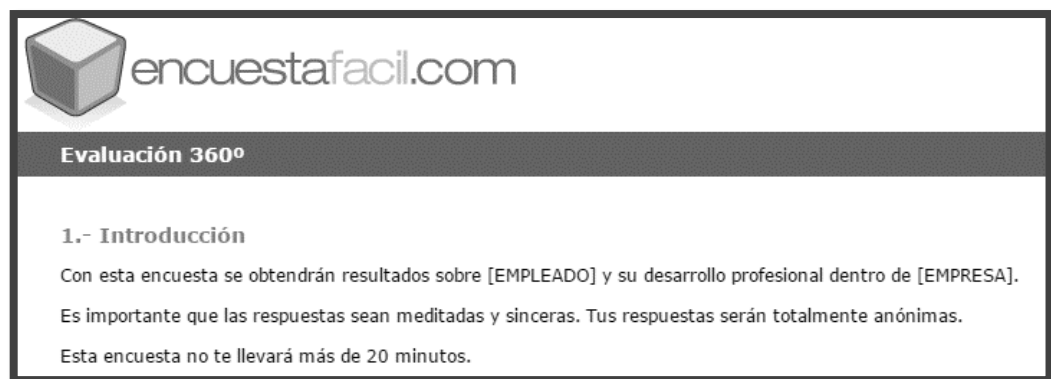 encuestafacil.com
Evaluación 360º
1.- Introducción
Con esta encuesta se obtendrán resultados sobre [EMPLEADO] y su desarrollo profesional dentro de [EMPRESA].
Es importante que las respuestas sean meditadas y sinceras. Tus respuestas serán totalmente anónimas.
Esta encuesta no te llevará más de 20 minutos.